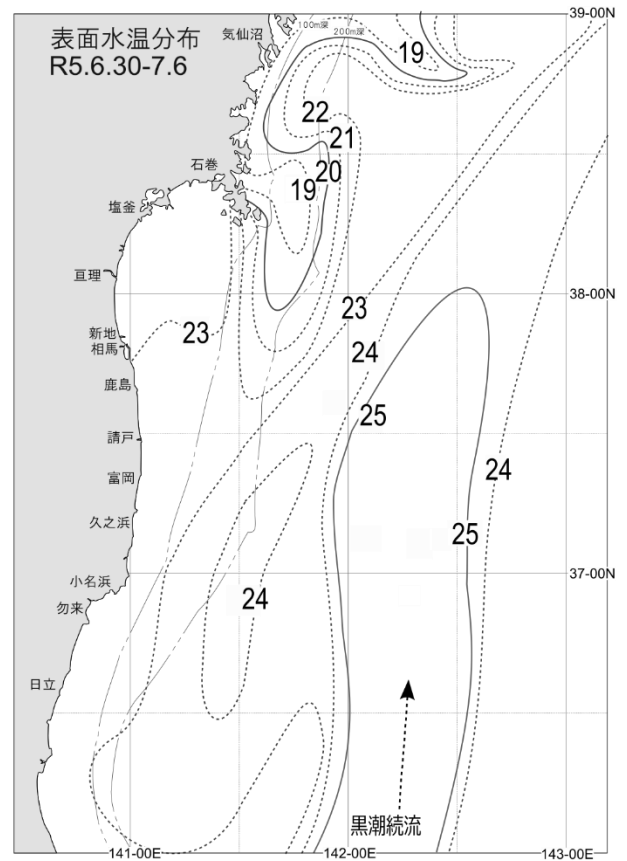 表面水温分布
R5.6.30-7.6
気仙沼
100m深
200m深
39-00N
19
22
21
20
19
石巻
塩釜
亘理
38-00N
23
23
新地
相馬
24
鹿島
25
請戸
24
富岡
久之浜
25
37-00N
小名浜
24
勿来
日立
黒潮続流
141-00E
142-00E
143-00E